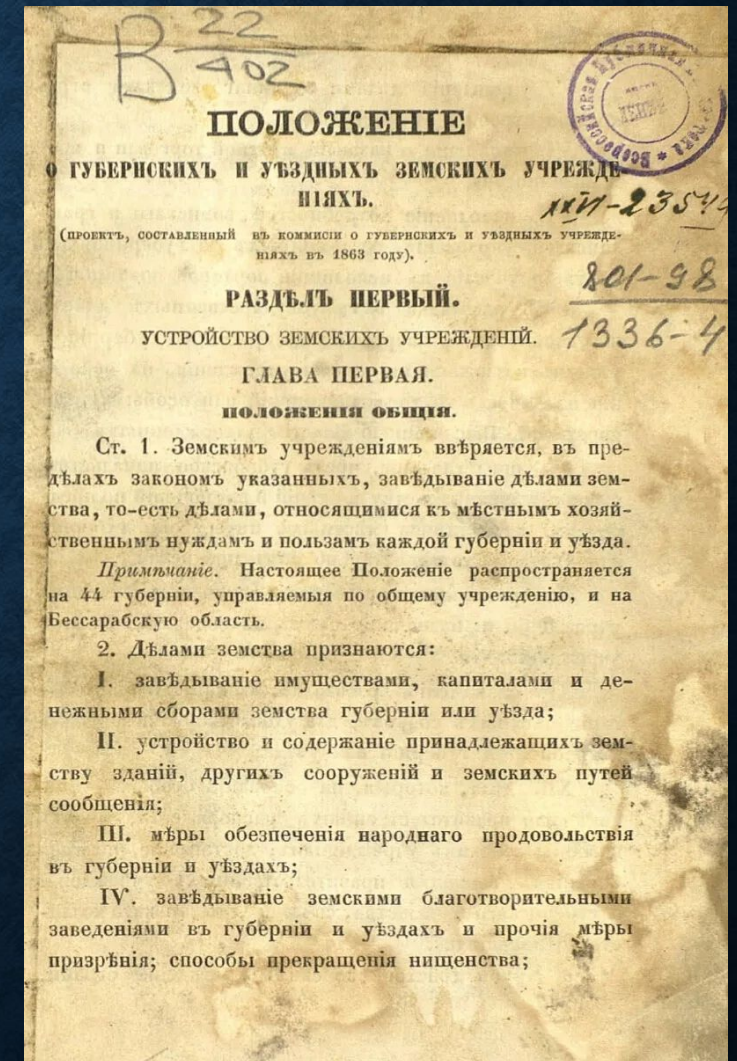 В 22
402
ПОЛОЖЕНІЕ
О ГУБЕРНСКИХЪ И УѢЗДНЫХЪ ЗЕМСКИХЪ УЧРЕЖДЕ-
НІЯХЪ.
XXVI-2354
(ПРОЕКТЪ, СОСТАВЛЕННЫЙ ВЪ КОММИСІИ О ГУБЕРНСКИХЪ И УѢЗДНЫХЪ УЧРЕЖДЕ-
НІЯХЪ ВЪ 1863 ГОДУ).
801-98
РАЗДѢЛЪ ПЕРВЫЙ.
УСТРОЙСТВО ЗЕМСКИХЪ УЧРЕЖДЕНІЙ.
1336-4
ГЛАВА ПЕРВАЯ.
ПОЛОЖЕНІЯ ОБЩІЯ.
Ст. 1. Земскимъ учрежденіямъ ввѣряется, въ пре-
дѣлахъ закономъ указанныхъ, завѣдываніе дѣлами зем-
ства, то-есть дѣлами, относящимися къ мѣстнымъ хозяй-
ственнымъ нуждамъ и пользамъ каждой губерніи и уѣзда.
Примѣчаніе. Настоящее Положеніе распространяется
на 44 губерніи, управляемыя по общему учрежденію, и на
Бессарабскую область.
2. Дѣлами земства признаются:
I. завѣдываніе имуществами, капиталами и де-
нежными сборами земства губерніи или уѣзда;
II. устройство и содержаніе принадлежащихъ зем-
ству зданій, другихъ сооруженій и земскихъ путей
сообщенія;
III. мѣры обезпеченія народнаго продовольствія
въ губерніи и уѣздахъ;
IV. завѣдываніе земскими благотворительными
заведеніями въ губерніи и уѣздахъ и прочія мѣры
призрѣнія; способы прекращенія нищенства;